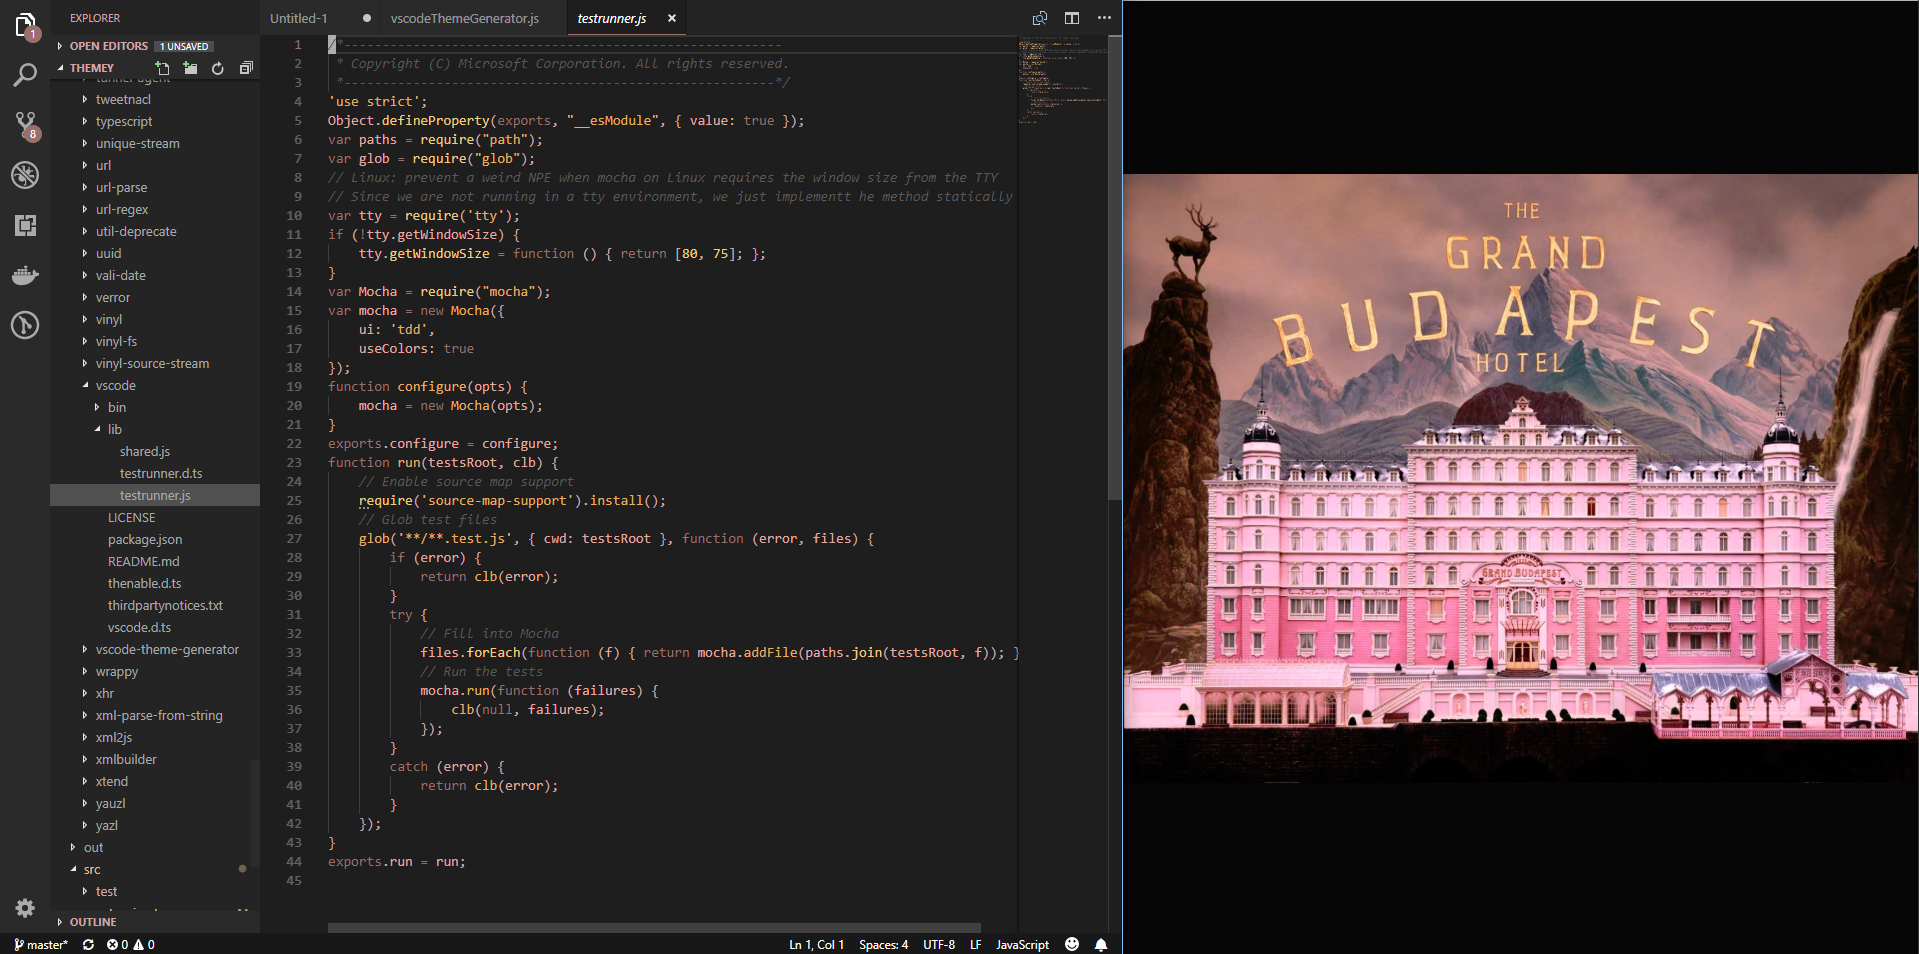 EXPLORER
OPEN EDITORS 1 UNSAVED
THEMEY
tunnel-agent
tweetnacl
typescript
unique-stream
url
url-parse
url-regex
util-deprecate
uuid
vali-date
verror
vinyl
vinyl-fs
vinyl-source-stream
vscode
bin
lib
shared.js
testrunner.d.ts
testrunner.js
LICENSE
package.json
README.md
thenable.d.ts
thirdpartynotices.txt
vscode.d.ts
vscode-theme-generator
wrappy
xhr
xml-parse-from-string
xml2js
xmlbuilder
xtend
yauzl
yazl
out
src
test
OUTLINE
1
8
Untitled-1
vscodeThemeGenerator.js
testrunner.js
1 /*---------------------------------------------------------
2  * Copyright (C) Microsoft Corporation. All rights reserved.
3  *--------------------------------------------------------*/
4 'use strict';
5 Object.defineProperty(exports, "__esModule", { value: true });
6 var paths = require("path");
7 var glob = require("glob");
8 // Linux: prevent a weird NPE when mocha on Linux requires the window size from the TTY
9 // Since we are not running in a tty environment, we just implementt he method statically
10 var tty = require('tty');
11 if (!tty.getWindowSize) {
12     tty.getWindowSize = function () { return [80, 75]; };
13 }
14 var Mocha = require("mocha");
15 var mocha = new Mocha({
16     ui: 'tdd',
17     useColors: true
18 });
19 function configure(opts) {
20     mocha = new Mocha(opts);
21 }
22 exports.configure = configure;
23 function run(testsRoot, clb) {
24     // Enable source map support
25     require('source-map-support').install();
26     // Glob test files
27     glob('**/**.test.js', { cwd: testsRoot }, function (error, files) {
28         if (error) {
29             return clb(error);
30         }
31         try {
32             // Fill into Mocha
33             files.forEach(function (f) { return mocha.addFile(paths.join(testsRoot, f)); }
34             // Run the tests
35             mocha.run(function (failures) {
36                 clb(null, failures);
37             });
38         }
39         catch (error) {
40             return clb(error);
41         }
42     });
43 }
44 exports.run = run;
45
master*
0 0
Ln 1, Col 1
Spaces: 4
UTF-8
LF
JavaScript
THE
GRAND
BUDAPEST
HOTEL
GRAND BUDAPEST